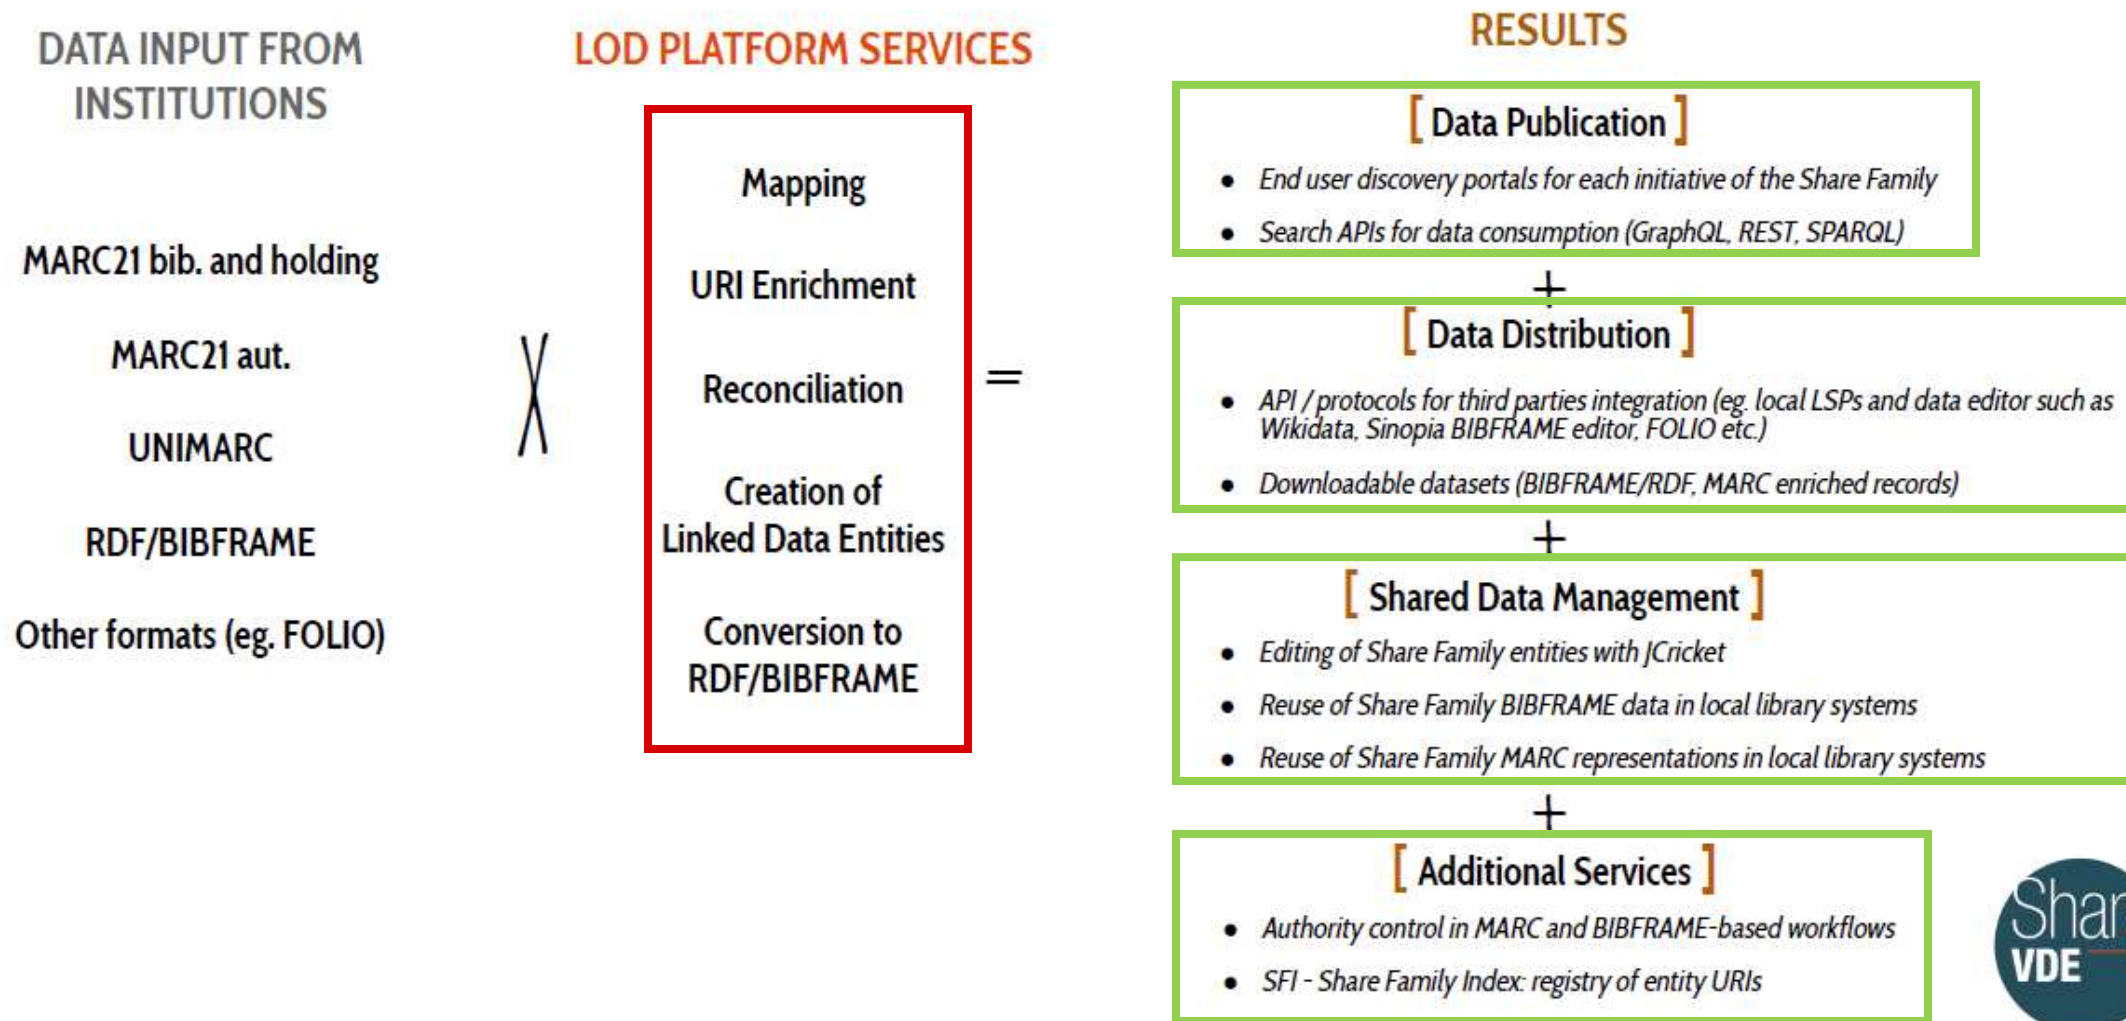 DATA INPUT FROM
INSTITUTIONS
MARC21 bib. and holding
MARC21 aut.
UNIMARC
RDF/BIBFRAME
Other formats (eg. FOLIO)
X
LOD PLATFORM SERVICES
Mapping
URI Enrichment
Reconciliation
Creation of
Linked Data Entities
Conversion to
RDF/BIBFRAME
=
RESULTS
[ Data Publication ]
• End user discovery portals for each initiative of the Share Family
• Search APIs for data consumption (GraphQL, REST, SPARQL)
+
[ Data Distribution ]
• API / protocols for third parties integration (eg. local LSPs and data editor such as
Wikidata, Sinopia BIBFRAME editor, FOLIO etc.)
• Downloadable datasets (BIBFRAME/RDF, MARC enriched records)
+
[ Shared Data Management ]
• Editing of Share Family entities with JCricket
• Reuse of Share Family BIBFRAME data in local library systems
• Reuse of Share Family MARC representations in local library systems
+
[ Additional Services ]
• Authority control in MARC and BIBFRAME-based workflows
• SFI - Share Family Index: registry of entity URIs
Shar
VDE